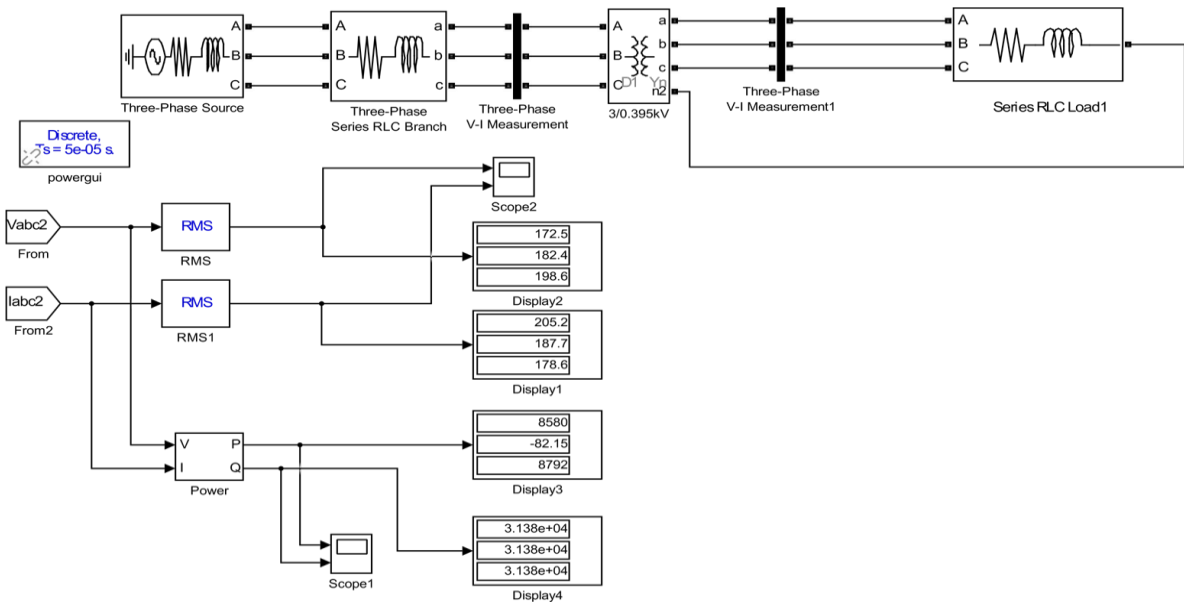 A
B
C
Three-Phase Source
A
B
C
a
b
c
Three-Phase
Series RLC Branch
Three-Phase
V-I Measurement
A
B
C
D1 Yn
a
b
c
n2
3/0.395kV
Three-Phase
V-I Measurement1
A
B
C
Series RLC Load1
Discrete,
Ts = 5e-05 s.
powergui
Scope2
Vabc2
From
RMS
RMS
172.5
182.4
198.6
Display2
Iabc2
From2
RMS
RMS1
205.2
187.7
178.6
Display1
V
I
P
Q
Power
8580
-82.15
8792
Display3
Scope1
3.138e+04
3.138e+04
3.138e+04
Display4